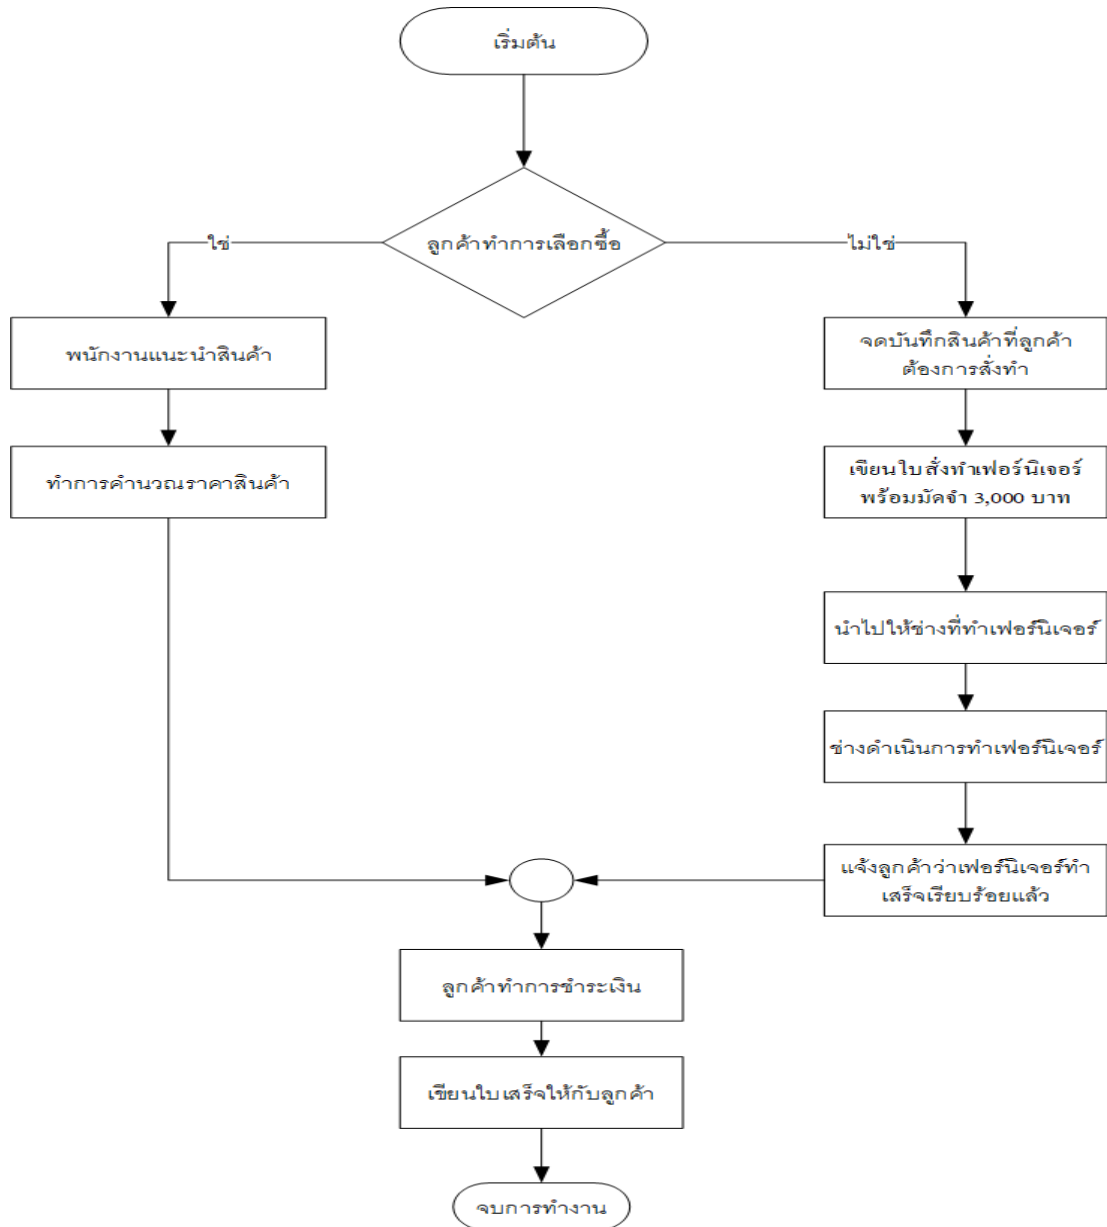 เริ่มต้น
ลูกค้าทำการเลือกซื้อ
ใช่
ไม่ใช่
พนักงานแนะนำสินค้า
จดบันทึกสินค้าที่ลูกค้า
ต้องการสั่งทำ
ทำการคำนวณราคาสินค้า
เขียนใบสั่งทำเฟอร์นิเจอร์
พร้อมมัดจำ 3,000 บาท
นำไปให้ช่างที่ทำเฟอร์นิเจอร์
ช่างดำเนินการทำเฟอร์นิเจอร์
แจ้งลูกค้าว่าเฟอร์นิเจอร์ทำ
เสร็จเรียบร้อยแล้ว
ลูกค้าทำการชำระเงิน
เขียนใบเสร็จให้กับลูกค้า
จบการทำงาน